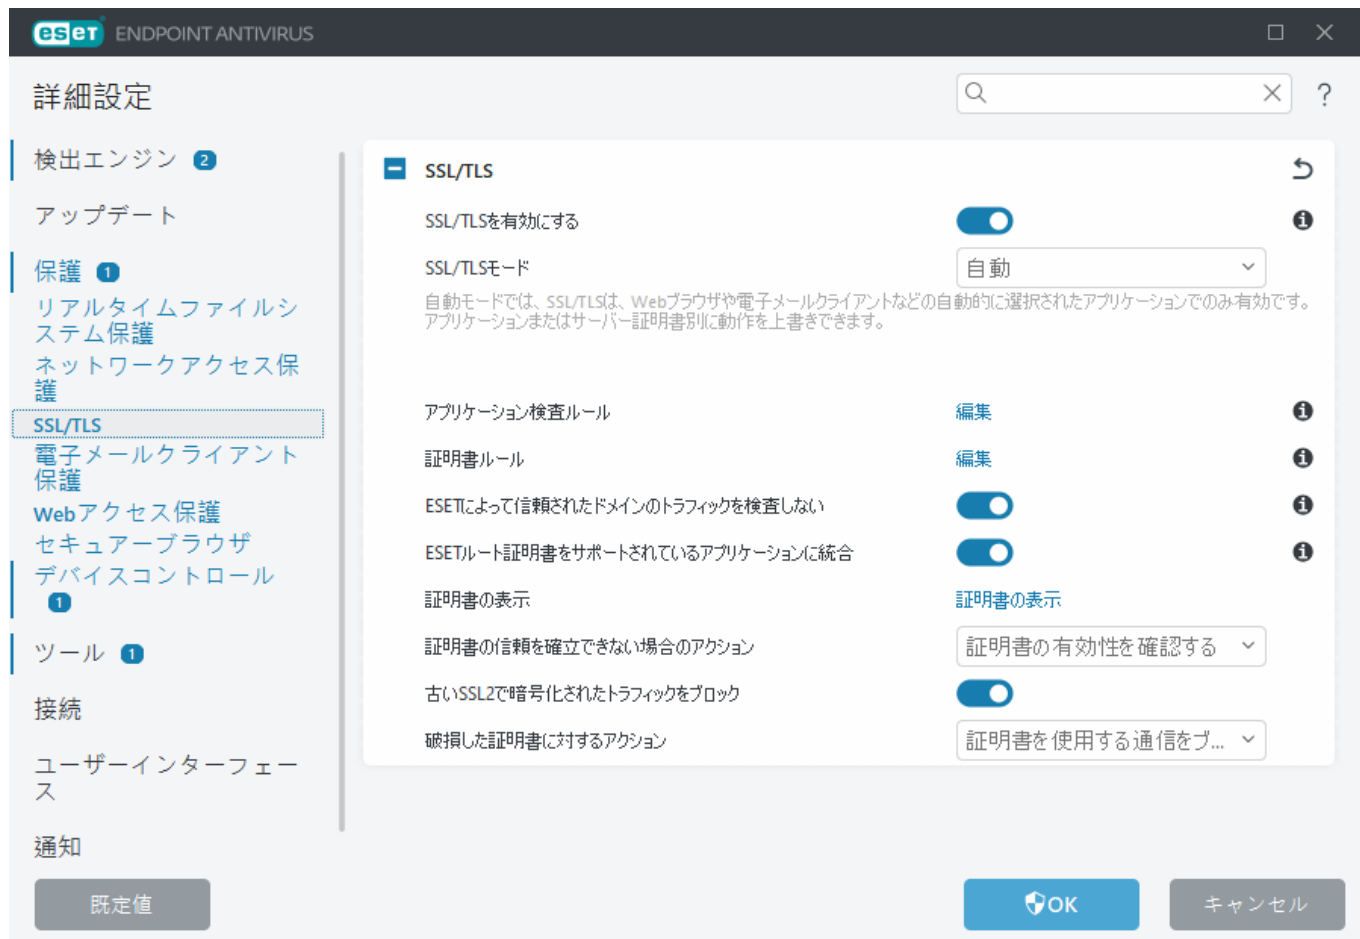 eset ENDPOINT ANTIVIRUS
詳細設定
?
検出エンジン 2
アップデート
保護 1
リアルタイムファイルシ
ステム保護
ネットワークアクセス保
護
SSL/TLS
電子メールクライアント
保護
Webアクセス保護
セキュアーブラウザ
デバイスコントロール
1
ツール 1
接続
ユーザーインターフェー
ス
通知
既定値
SSL/TLS
SSL/TLSを有効にする
SSL/TLSモード 自動
自動モードでは、SSL/TLSは、Webブラウザや電子メールクライアントなどの自動的に選択されたアプリケーションでのみ有効です。
アプリケーションまたはサーバー証明書別に動作を上書きできます。
アプリケーション検査ルール 編集
証明書ルール 編集
ESETによって信頼されたドメインのトラフィックを検査しない
ESETルート証明書をサポートされているアプリケーションに統合
証明書の表示 証明書の表示
証明書の信頼を確立できない場合のアクション 証明書の有効性を確認する
古いSSL2で暗号化されたトラフィックをブロック
破損した証明書に対するアクション 証明書を使用する通信をブ...
OK
キャンセル